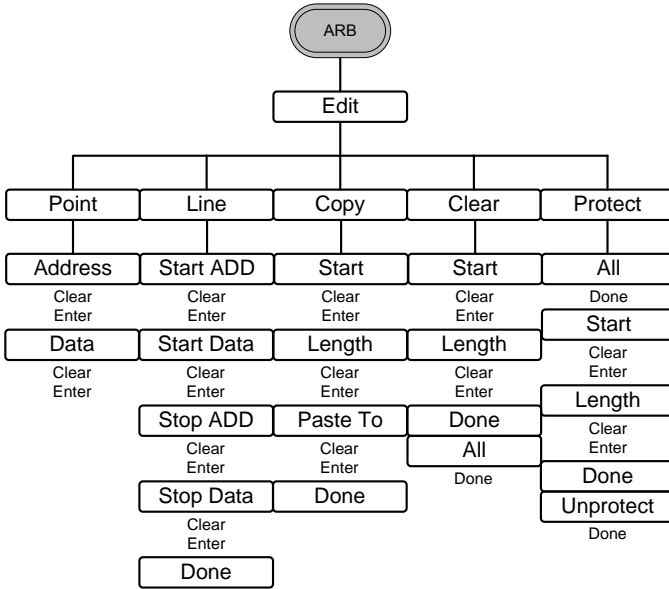 ARB
Edit
Point
Line
Copy
Clear
Protect
Address
Clear
Enter
Data
Clear
Enter
Start ADD
Clear
Enter
Start Data
Clear
Enter
Stop ADD
Clear
Enter
Stop Data
Clear
Enter
Done
Start
Clear
Enter
Length
Clear
Enter
Paste To
Clear
Enter
Done
Start
Clear
Enter
Length
Clear
Enter
Done
All
Done
All
Done
Start
Clear
Enter
Length
Clear
Enter
Done
Unprotect
Done